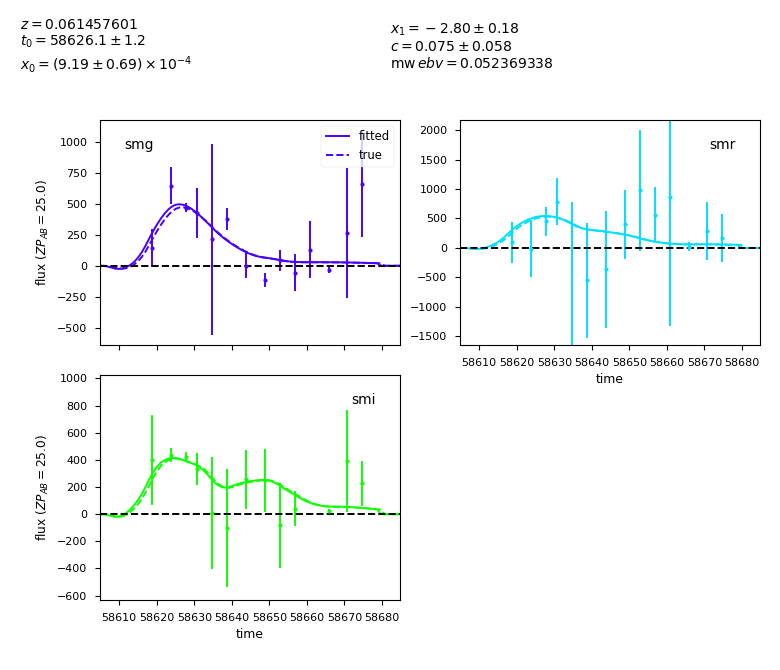 z = 0.061457601
t₀ = 58626.1 ± 1.2
x₀ = (9.19 ± 0.69) × 10⁻⁴
x₁ = −2.80 ± 0.18
c = 0.075 ± 0.058
mw ebv = 0.052369338
smg
fitted
true
1000
750
500
250
0
−250
−500
flux (ZP_AB = 25.0)
smr
2000
1500
1000
500
0
−500
−1000
−1500
58610 58620 58630 58640 58650 58660 58670 58680
time
smi
1000
800
600
400
200
0
−200
−400
−600
flux (ZP_AB = 25.0)
58610 58620 58630 58640 58650 58660 58670 58680
time